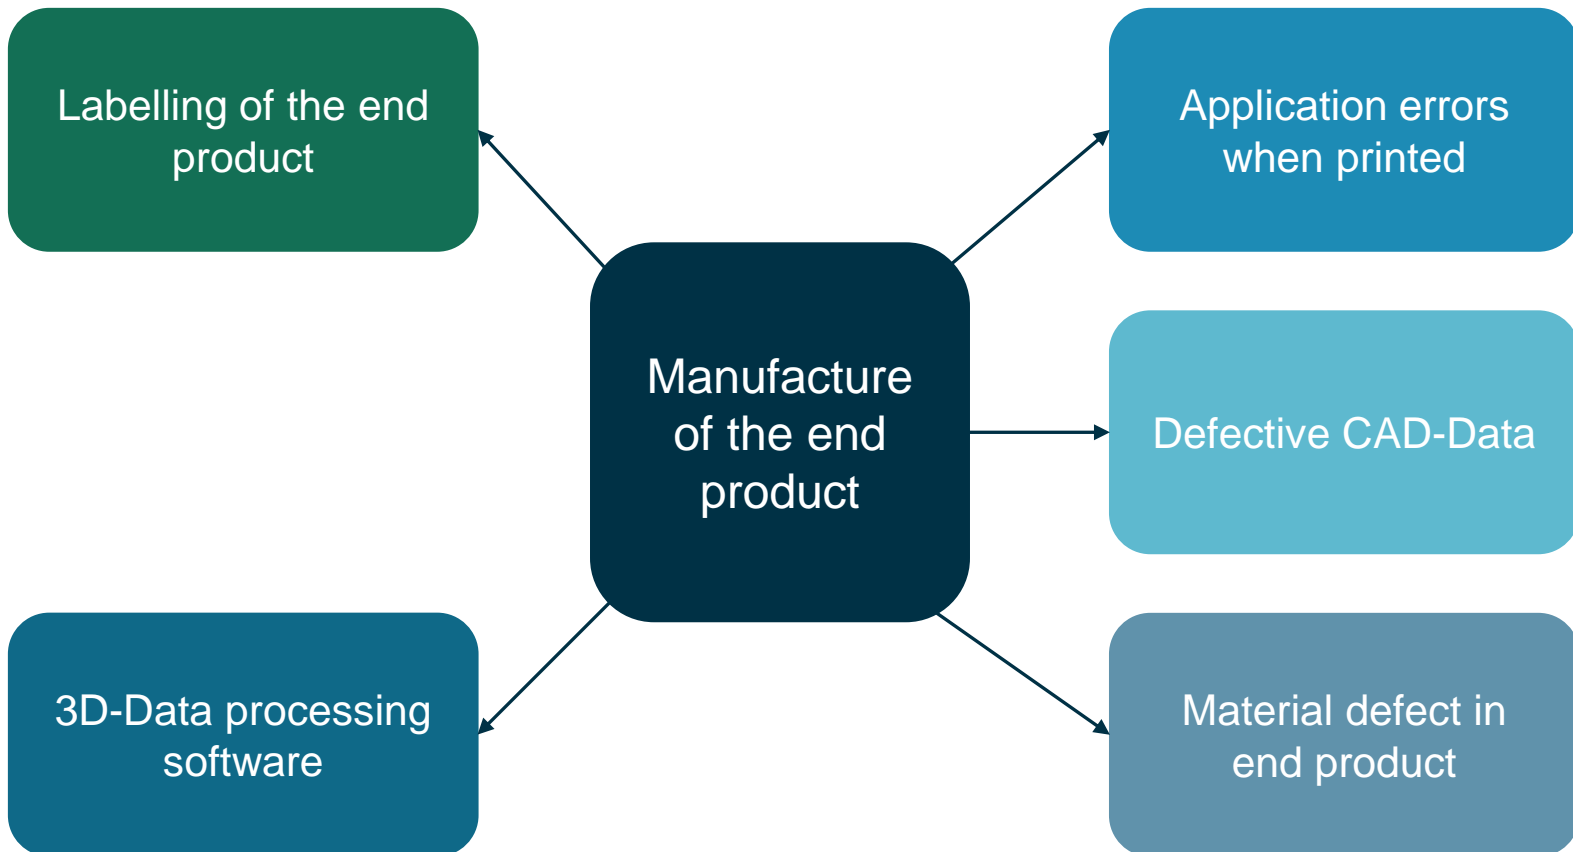 Labelling of the end
product
Application errors
when printed
Manufacture
of the end
product
Defective CAD-Data
3D-Data processing
software
Material defect in
end product